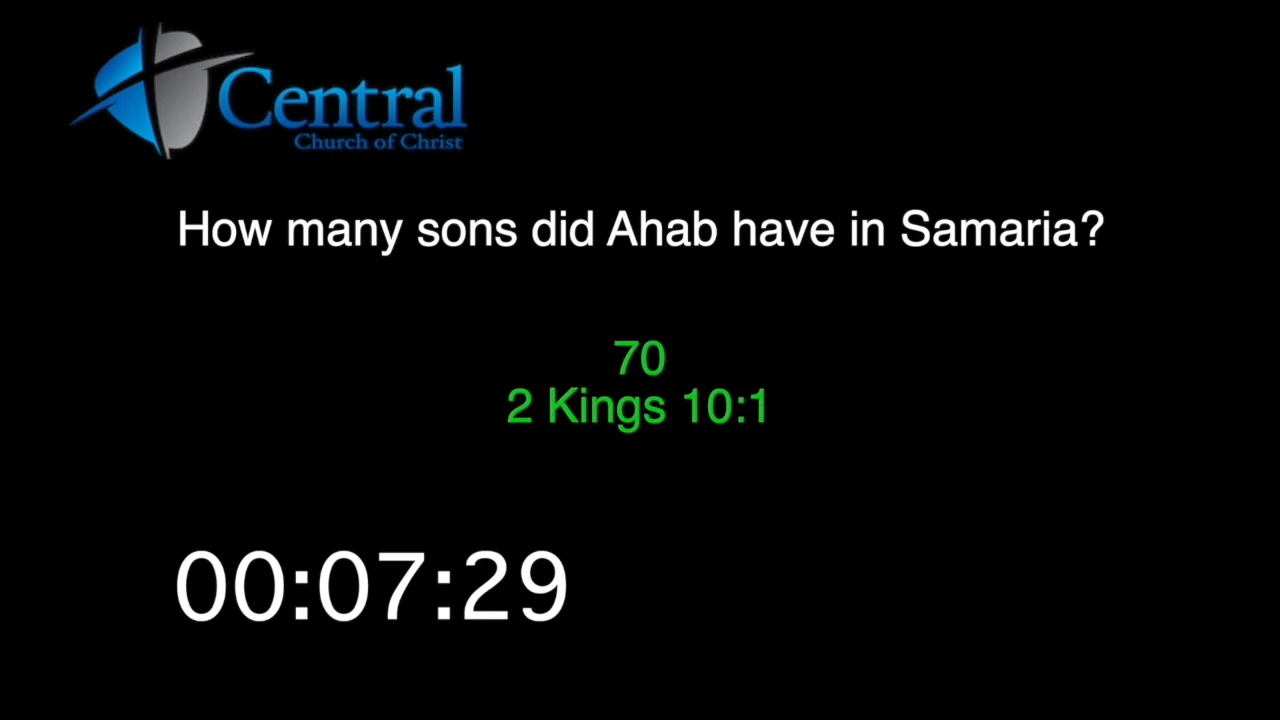 Central
Church of Christ
How many sons did Ahab have in Samaria?
70
2 Kings 10:1
00:07:29